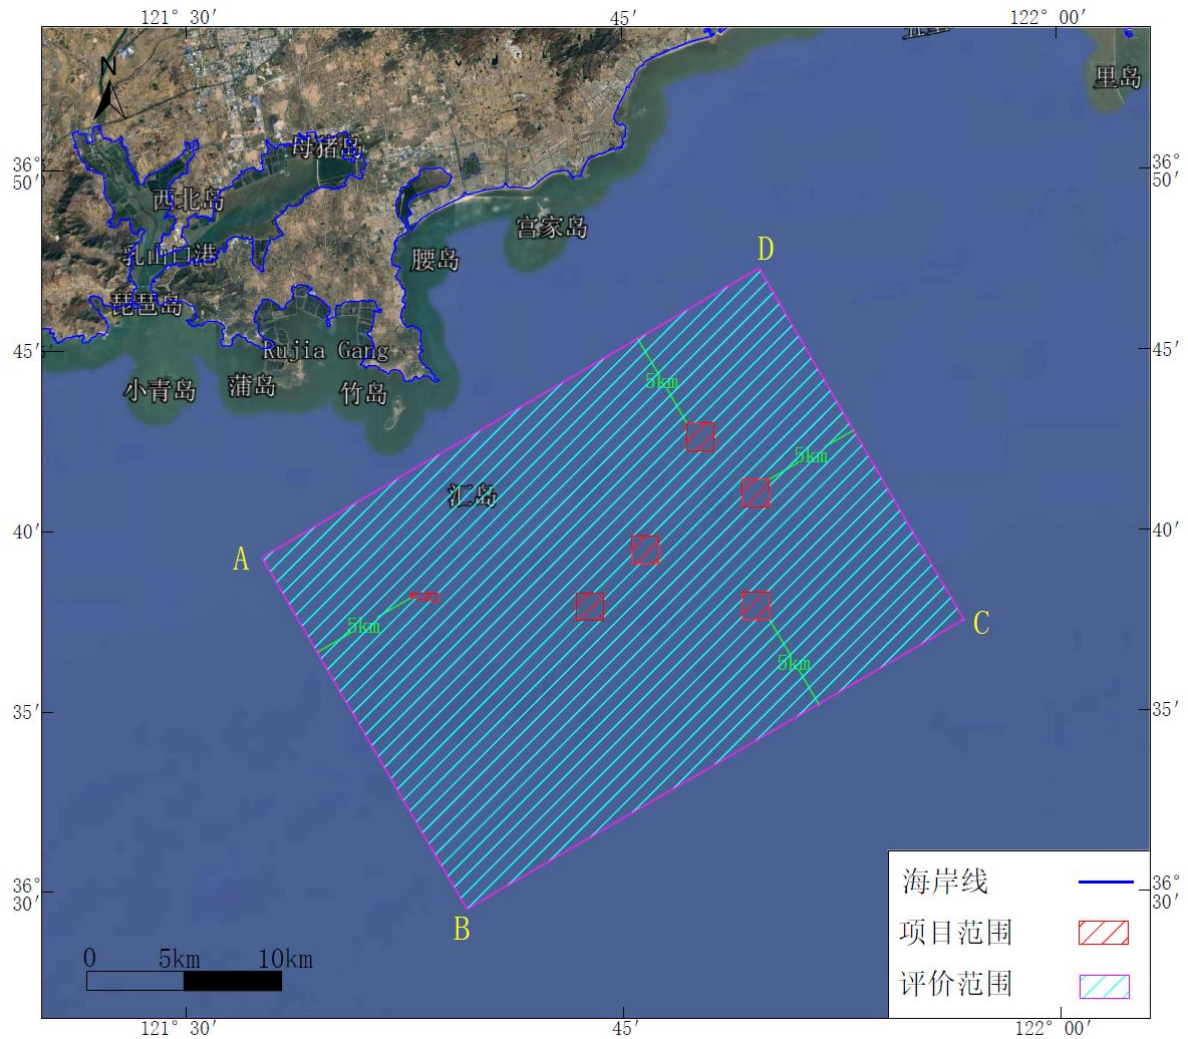 121° 30′
45′
122° 00′
N
里岛
母猪岛
36°
50′
36°
50′
西北岛
宫家岛
乳山口港
腰岛
D
琵琶岛
45′
Rujia Gang
45′
小青岛
蒲岛
竹岛
5km
5km
汇岛
40′
40′
A
5km
C
5km
35′
35′
36°
30′
36°
30′
B
海岸线
项目范围
评价范围
0
5km
10km
121° 30′
45′
122° 00′